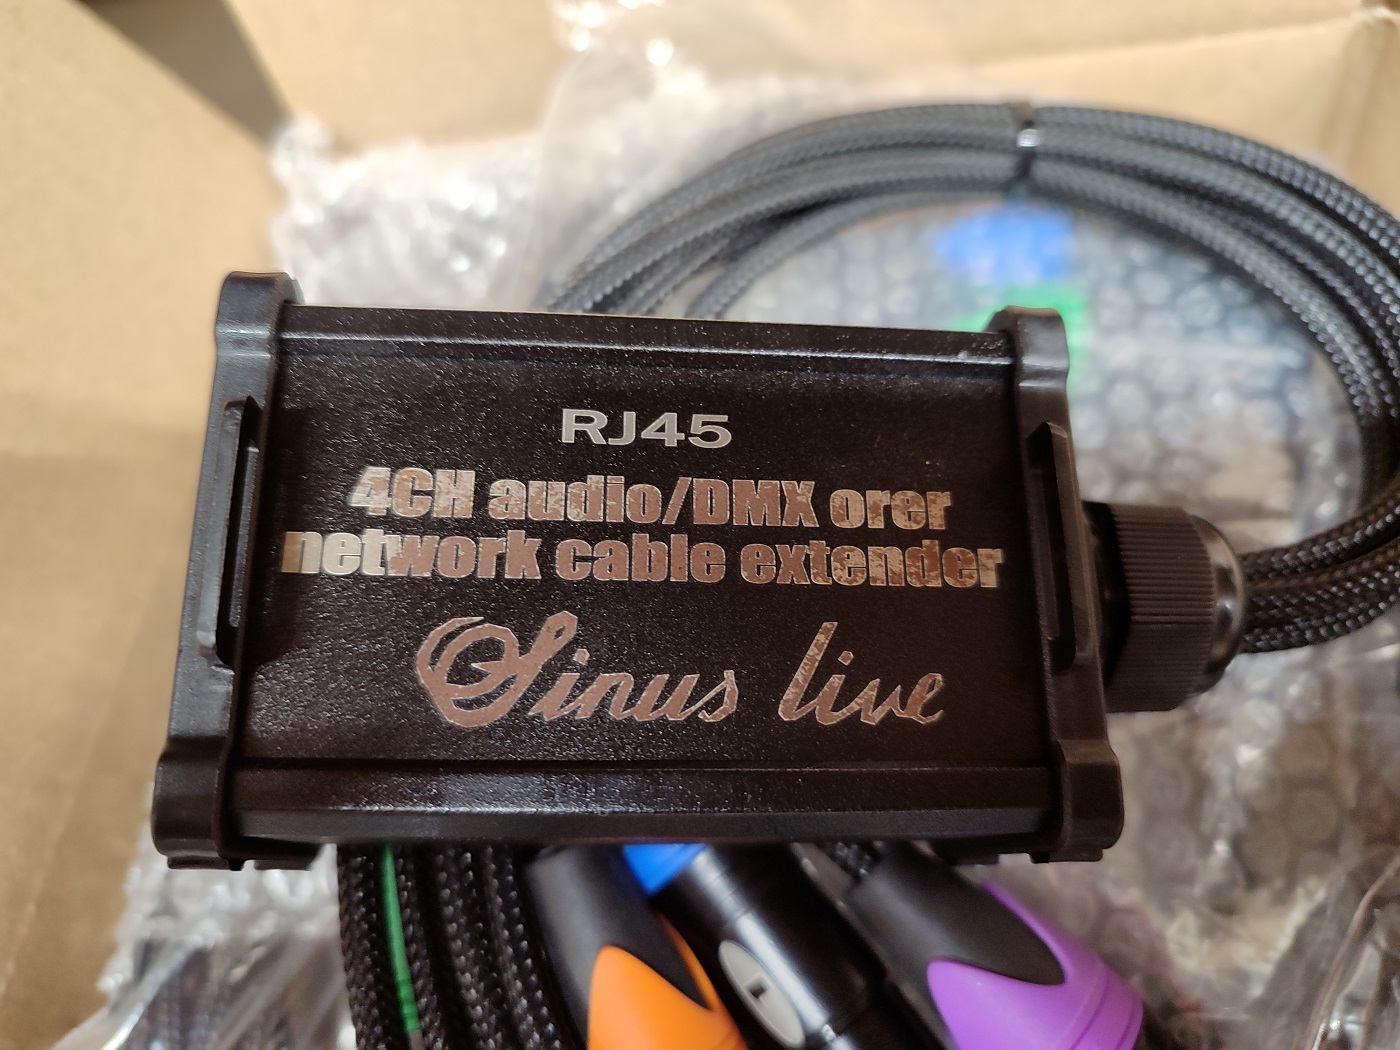 RJ45
4CH audio/DMX orer
network cable extender
Sinus live